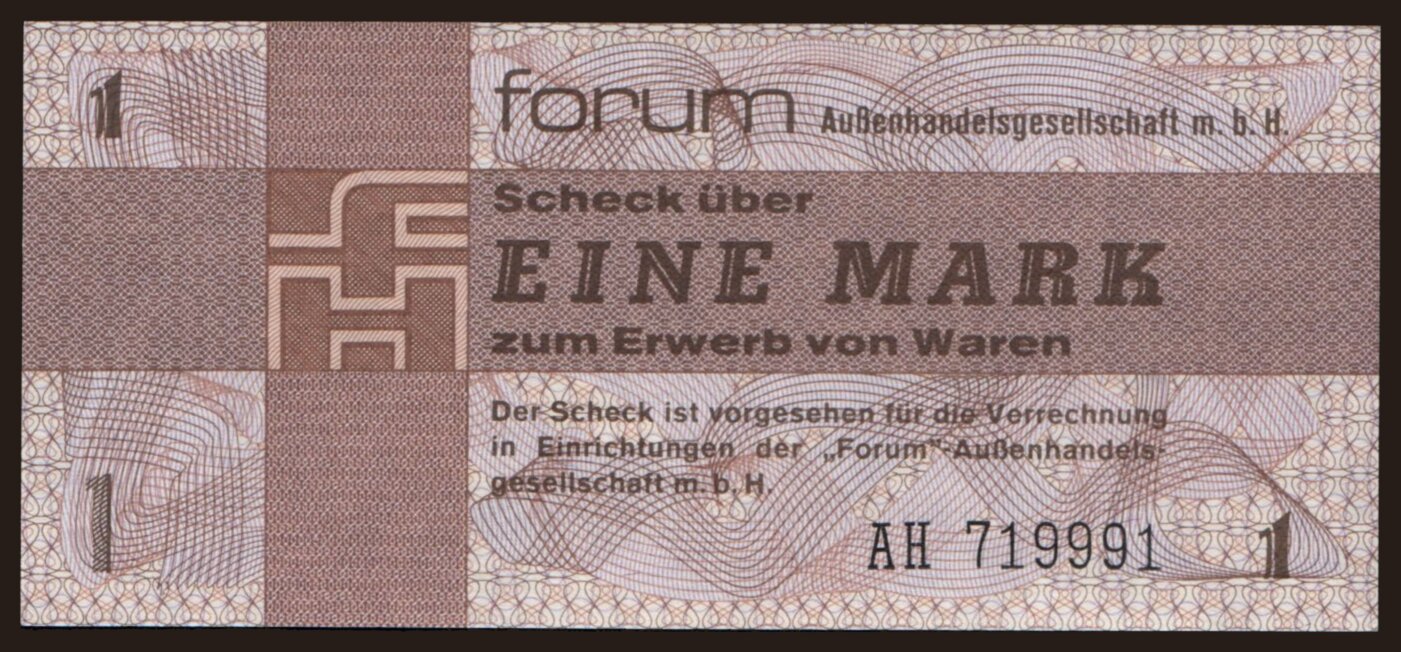 1
forum Außenhandelsgesellschaft m. b. H.
Scheck über
EINE MARK
zum Erwerb von Waren
Der Scheck ist vorgesehen für die Verrechnung
in Einrichtungen der „Forum"-Außenhandels-
gesellschaft m. b. H.
1
AH 719991
1